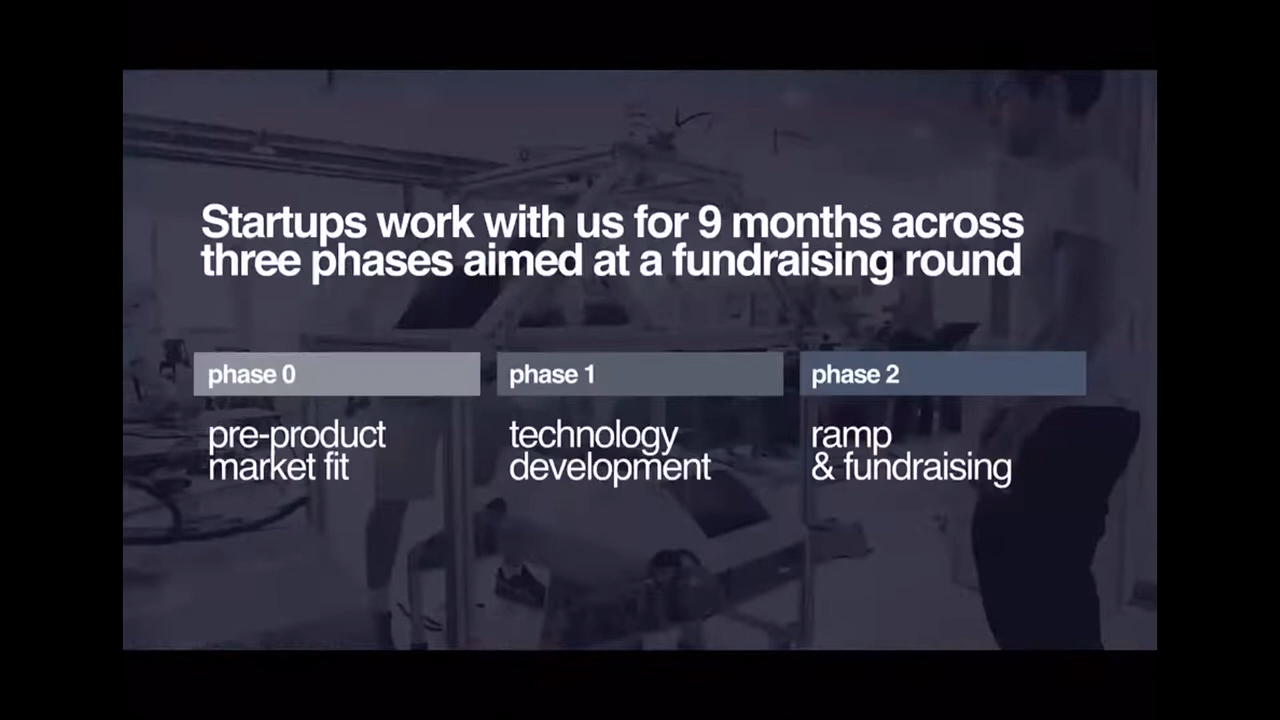 Startups work with us for 9 months across
three phases aimed at a fundraising round
phase 0
pre-product
market fit
phase 1
technology
development
phase 2
ramp
& fundraising